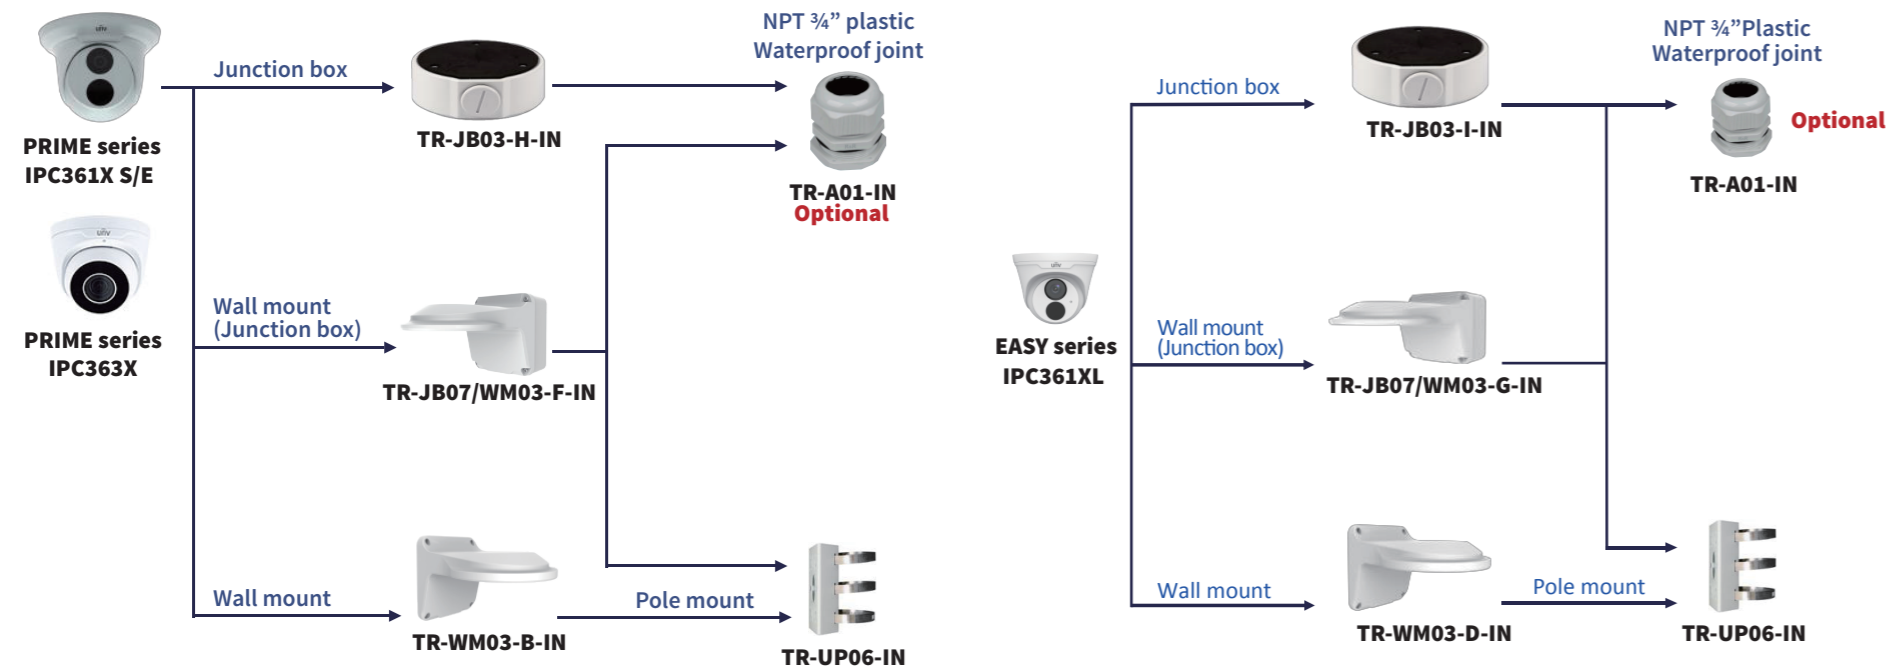 unv
PRIME series
IPC361X S/E
unv
PRIME series
IPC363X
Junction box
TR-JB03-H-IN
NPT ¾” plastic
Waterproof joint
TR-A01-IN
Optional
Wall mount
(Junction box)
TR-JB07/WM03-F-IN
Wall mount
TR-WM03-B-IN
Pole mount
TR-UP06-IN
unv
EASY series
IPC361XL
Junction box
TR-JB03-I-IN
NPT ¾”Plastic
Waterproof joint
Optional
TR-A01-IN
Wall mount
(Junction box)
TR-JB07/WM03-G-IN
Wall mount
TR-WM03-D-IN
Pole mount
TR-UP06-IN